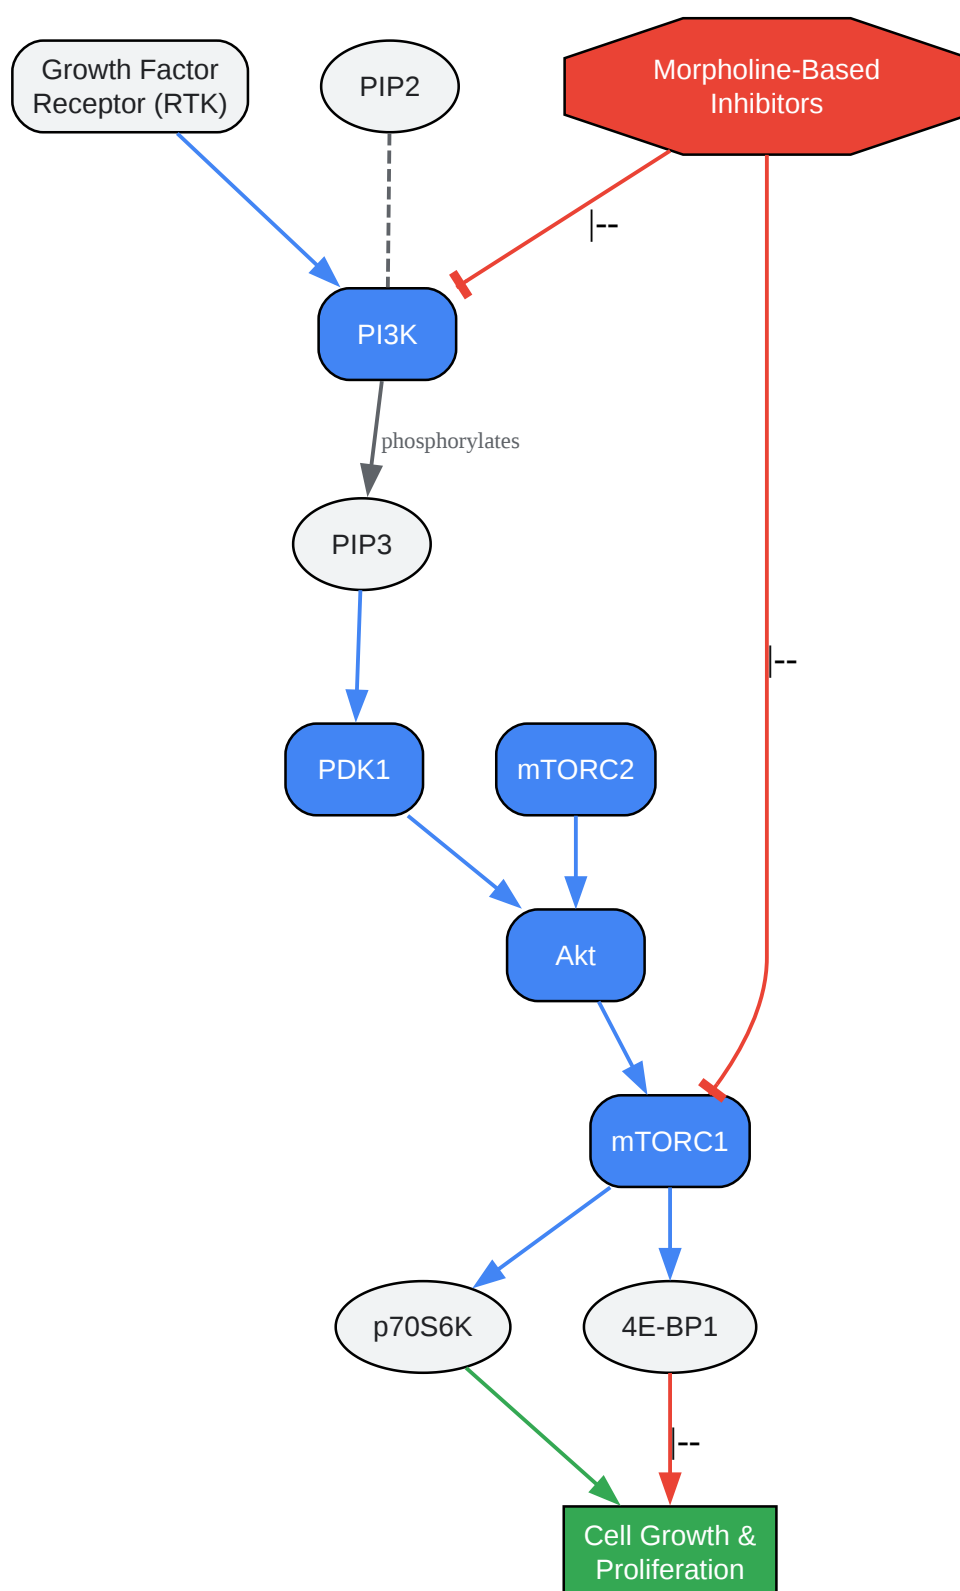 Growth Factor
Receptor (RTK)
PIP2
Morpholine-Based
Inhibitors
|--
PI3K
phosphorylates
PIP3
|--
PDK1
mTORC2
Akt
mTORC1
p70S6K
4E-BP1
|--
Cell Growth &
Proliferation